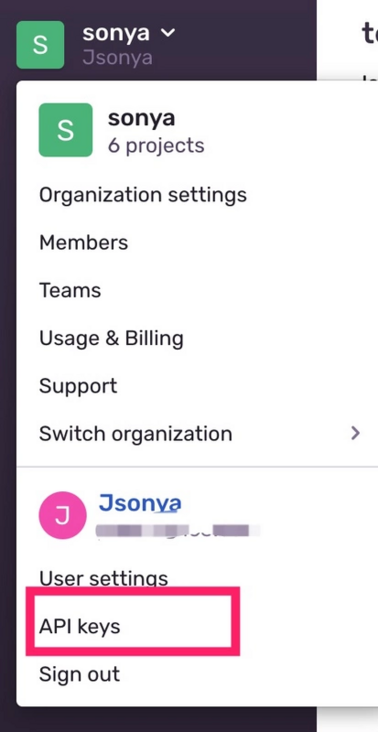 S
sonya
Jsonya
S
sonya
6 projects
Organization settings
Members
Teams
Usage & Billing
Support
Switch organization
J
Jsonya
User settings
API keys
Sign out